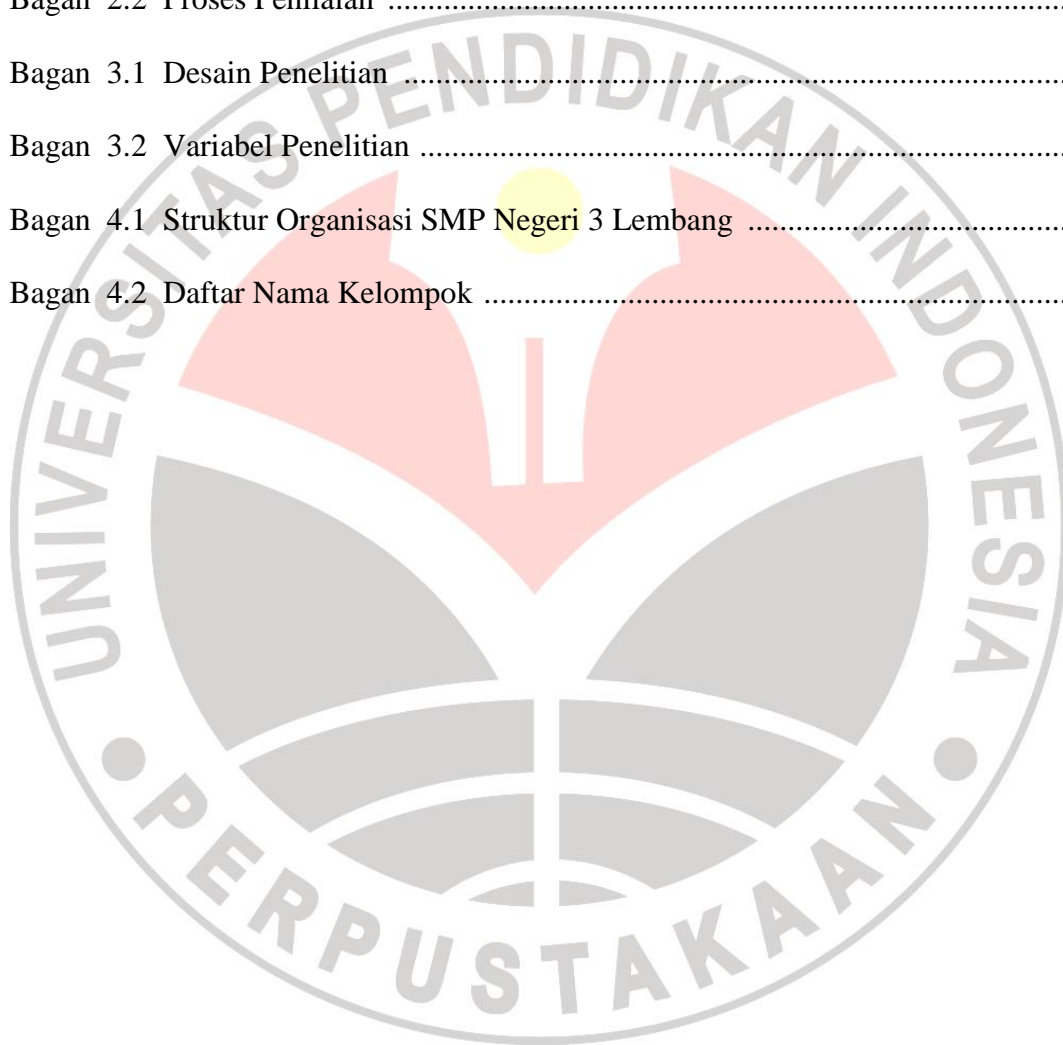 Bagan 2.2 Proses Penilaian ........................................................................................................
Bagan 3.1 Desain Penelitian ......................................................................................................
Bagan 3.2 Variabel Penelitian ...................................................................................................
Bagan 4.1 Struktur Organisasi SMP Negeri 3 Lembang ................................................
Bagan 4.2 Daftar Nama Kelompok .........................................................................................
UNIVERSITAS PENDIDIKAN INDONESIA
PERPUSTAKAAN